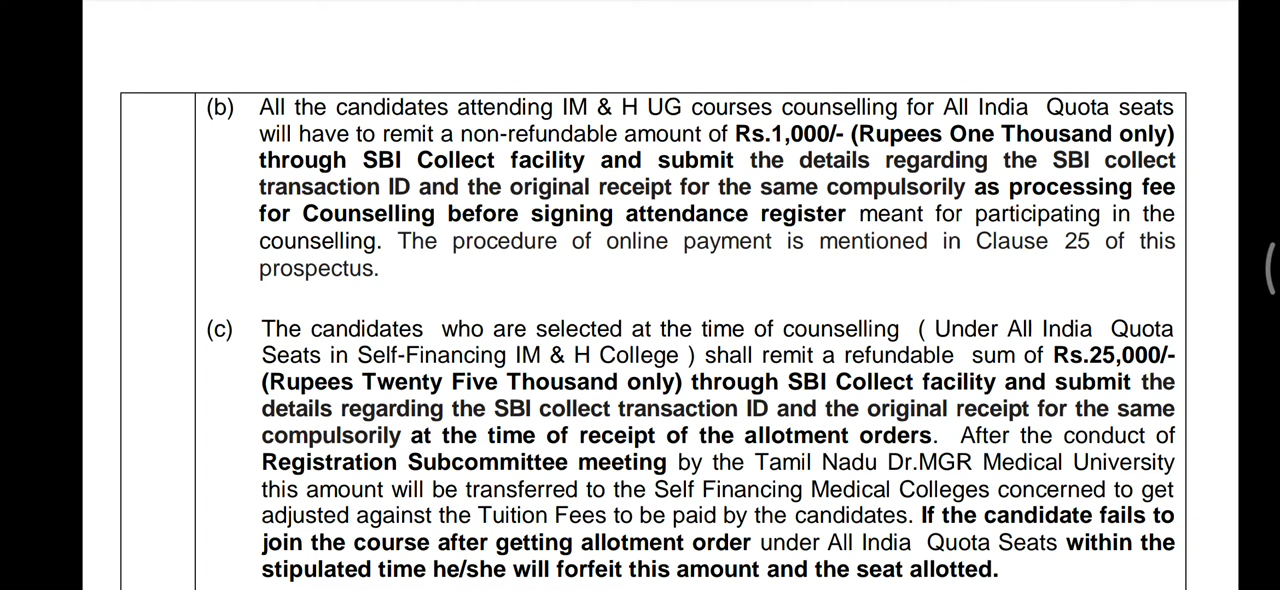 (b) All the candidates attending IM & H UG courses counselling for All India Quota seats
will have to remit a non-refundable amount of Rs.1,000/- (Rupees One Thousand only)
through SBI Collect facility and submit the details regarding the SBI collect
transaction ID and the original receipt for the same compulsorily as processing fee
for Counselling before signing attendance register meant for participating in the
counselling. The procedure of online payment is mentioned in Clause 25 of this
prospectus.
(c) The candidates who are selected at the time of counselling ( Under All India Quota
Seats in Self-Financing IM & H College ) shall remit a refundable sum of Rs.25,000/-
(Rupees Twenty Five Thousand only) through SBI Collect facility and submit the
details regarding the SBI collect transaction ID and the original receipt for the same
compulsorily at the time of receipt of the allotment orders. After the conduct of
Registration Subcommittee meeting by the Tamil Nadu Dr.MGR Medical University
this amount will be transferred to the Self Financing Medical Colleges concerned to get
adjusted against the Tuition Fees to be paid by the candidates. If the candidate fails to
join the course after getting allotment order under All India Quota Seats within the
stipulated time he/she will forfeit this amount and the seat allotted.